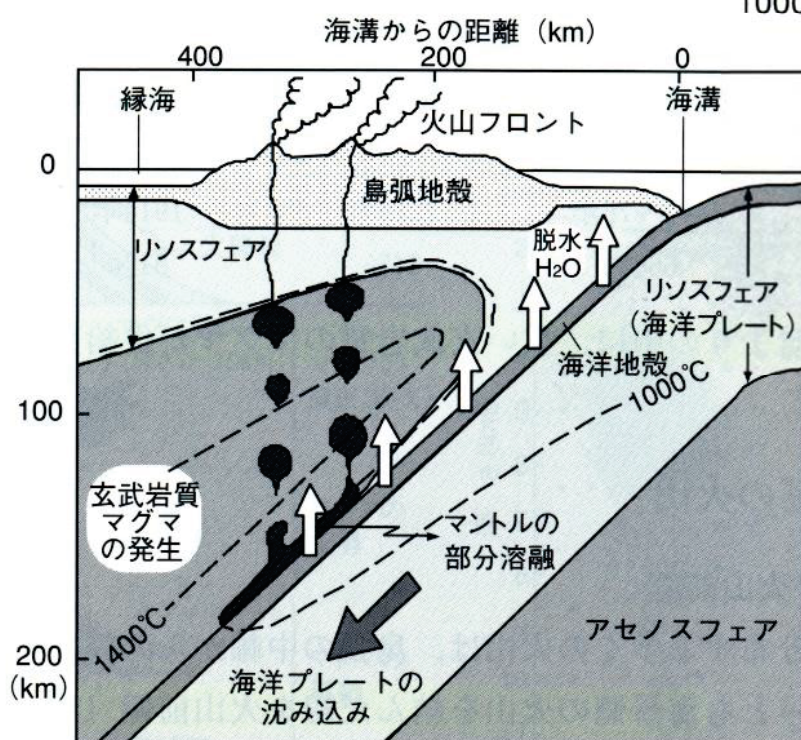 1000
海溝からの距離（km）
400
200
0
縁海
火山フロント
海溝
0
島弧地殻
リソスフェア
脱水
H₂O
リソスフェア
（海洋プレート）
海洋地殻
100
1000℃
玄武岩質
マグマ
の発生
マントルの
部分溶融
アセノスフェア
1400℃
200
(km)
海洋プレートの
沈み込み